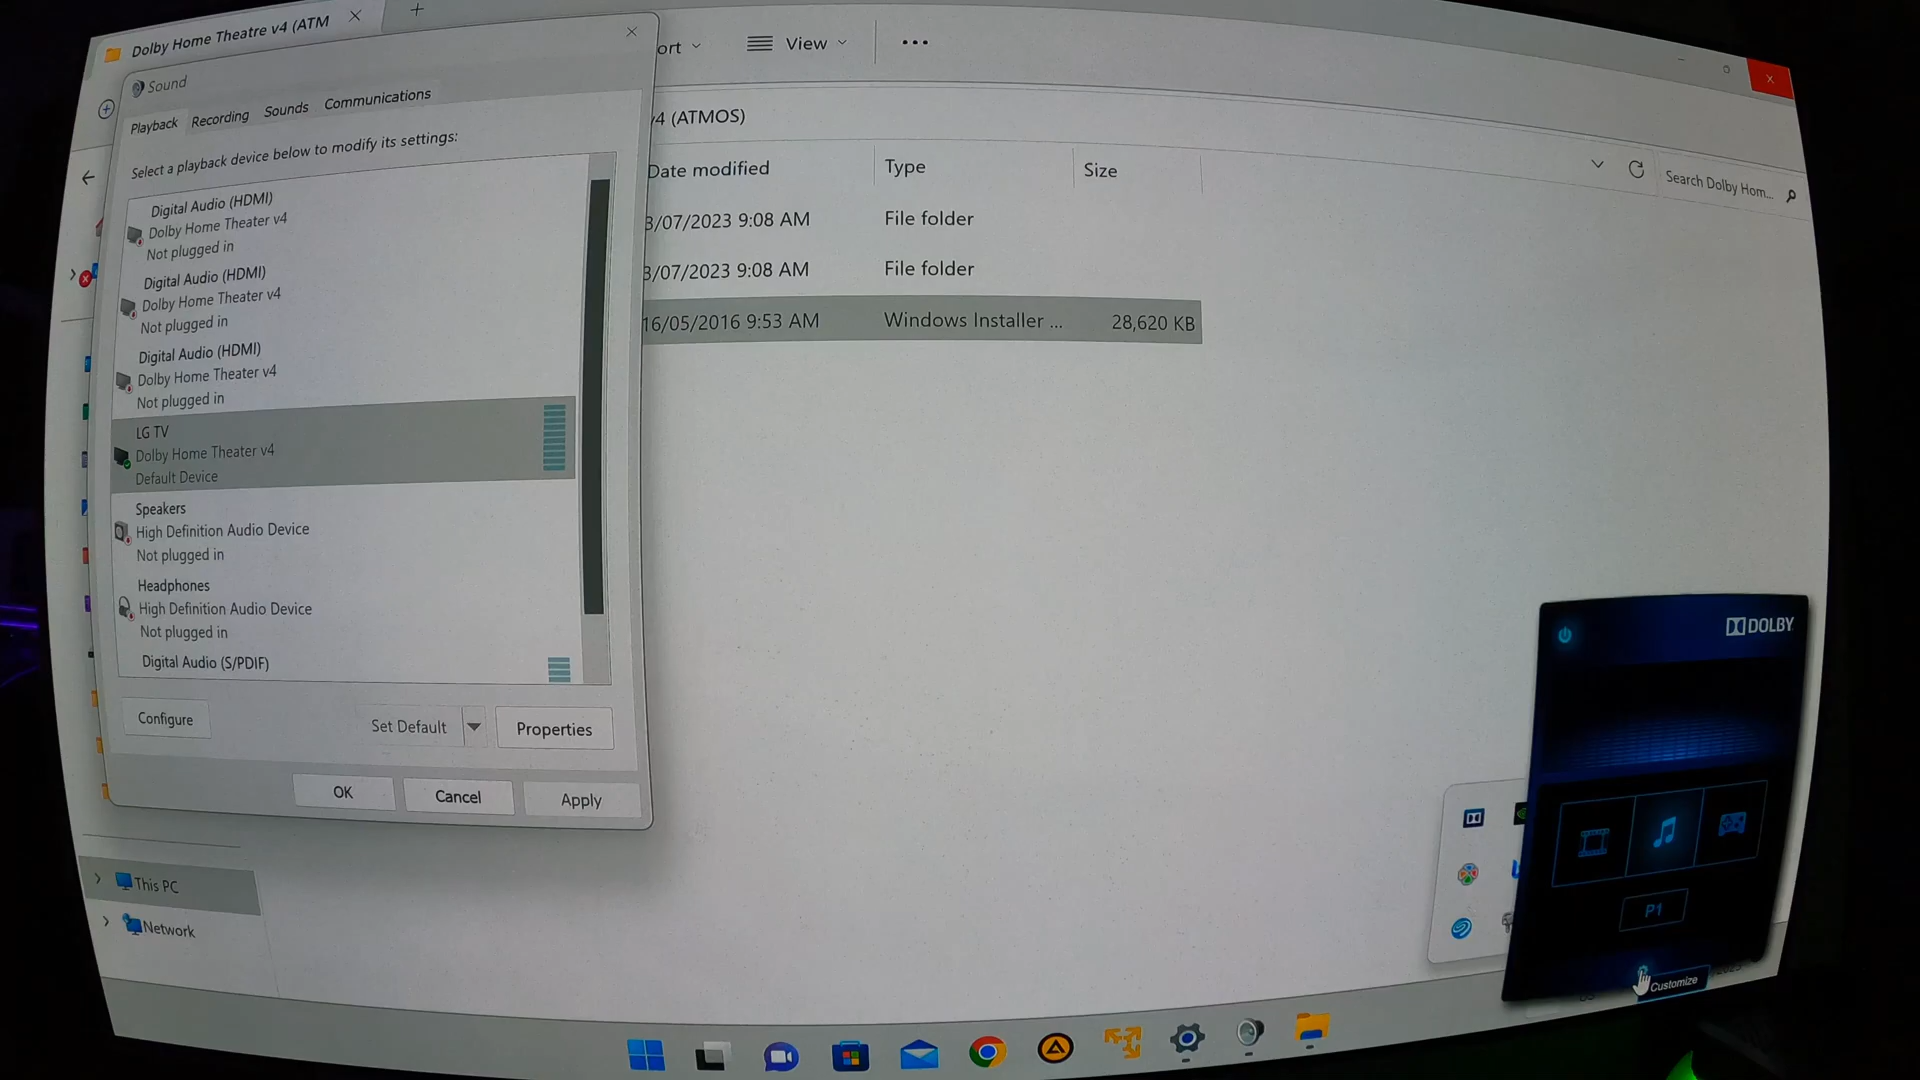 Dolby Home Theatre v4 (ATM
Sound
Playback
Recording
Sounds
Communications
Select a playback device below to modify its settings:
Digital Audio (HDMI)
Dolby Home Theater v4
Not plugged in
Digital Audio (HDMI)
Dolby Home Theater v4
Not plugged in
Digital Audio (HDMI)
Dolby Home Theater v4
Not plugged in
LG TV
Dolby Home Theater v4
Default Device
Speakers
High Definition Audio Device
Not plugged in
Headphones
High Definition Audio Device
Not plugged in
Digital Audio (S/PDIF)
Configure
Set Default
Properties
OK
Cancel
Apply
ort
View
v4 (ATMOS)
Search Dolby Hom...
Date modified
Type
Size
3/07/2023 9:08 AM
File folder
3/07/2023 9:08 AM
File folder
16/05/2016 9:53 AM
Windows Installer ...
28,620 KB
This PC
Network
DOLBY
P1
Customize